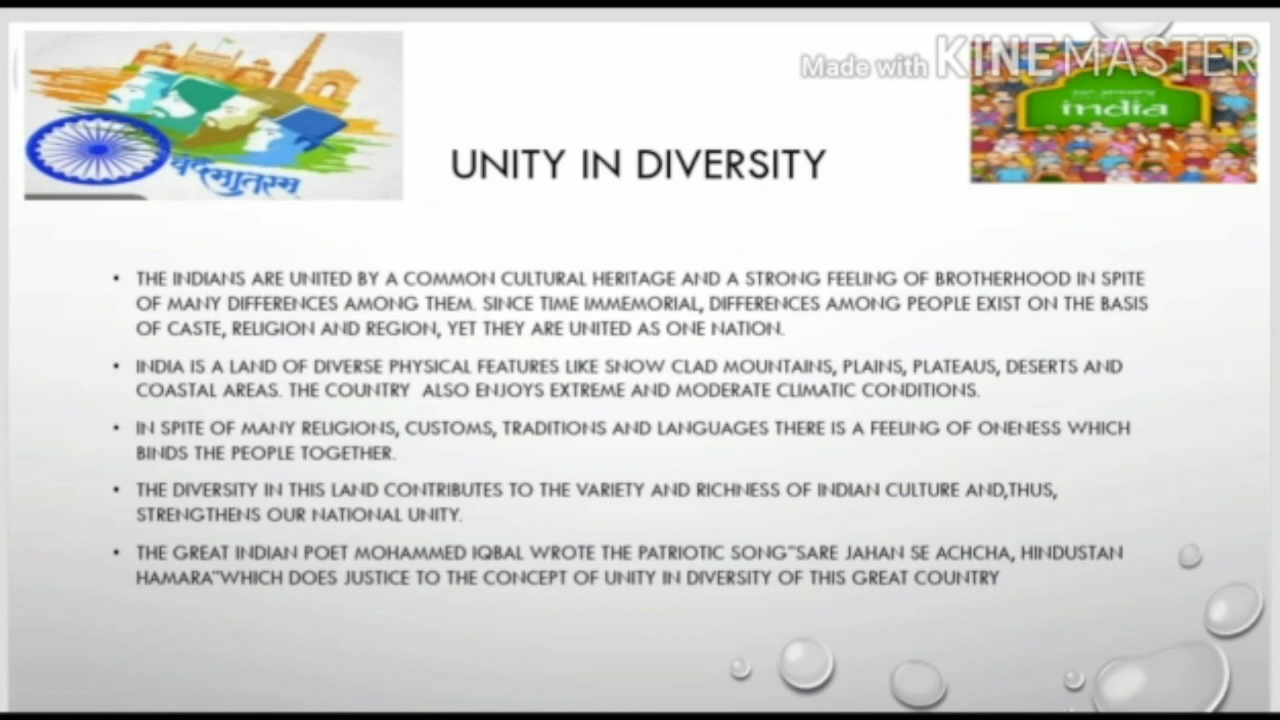 Made with KINEMASTER
वन्देमातरम
india
UNITY IN DIVERSITY
• THE INDIANS ARE UNITED BY A COMMON CULTURAL HERITAGE AND A STRONG FEELING OF BROTHERHOOD IN SPITE
OF MANY DIFFERENCES AMONG THEM. SINCE TIME IMMEMORIAL, DIFFERENCES AMONG PEOPLE EXIST ON THE BASIS
OF CASTE, RELIGION AND REGION, YET THEY ARE UNITED AS ONE NATION.
• INDIA IS A LAND OF DIVERSE PHYSICAL FEATURES LIKE SNOW CLAD MOUNTAINS, PLAINS, PLATEAUS, DESERTS AND
COASTAL AREAS. THE COUNTRY  ALSO ENJOYS EXTREME AND MODERATE CLIMATIC CONDITIONS.
• IN SPITE OF MANY RELIGIONS, CUSTOMS, TRADITIONS AND LANGUAGES THERE IS A FEELING OF ONENESS WHICH
BINDS THE PEOPLE TOGETHER.
• THE DIVERSITY IN THIS LAND CONTRIBUTES TO THE VARIETY AND RICHNESS OF INDIAN CULTURE AND,THUS,
STRENGTHENS OUR NATIONAL UNITY.
• THE GREAT INDIAN POET MOHAMMED IQBAL WROTE THE PATRIOTIC SONG"SARE JAHAN SE ACHCHA, HINDUSTAN
HAMARA"WHICH DOES JUSTICE TO THE CONCEPT OF UNITY IN DIVERSITY OF THIS GREAT COUNTRY